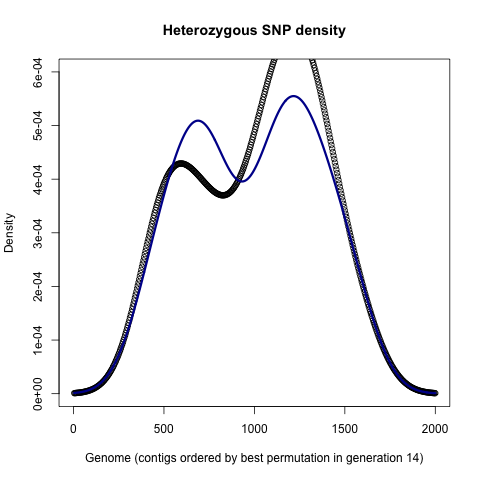 Heterozygous SNP density
Density
6e-04
5e-04
4e-04
3e-04
2e-04
1e-04
0e+00
0 500 1000 1500 2000
Genome (contigs ordered by best permutation in generation 14)